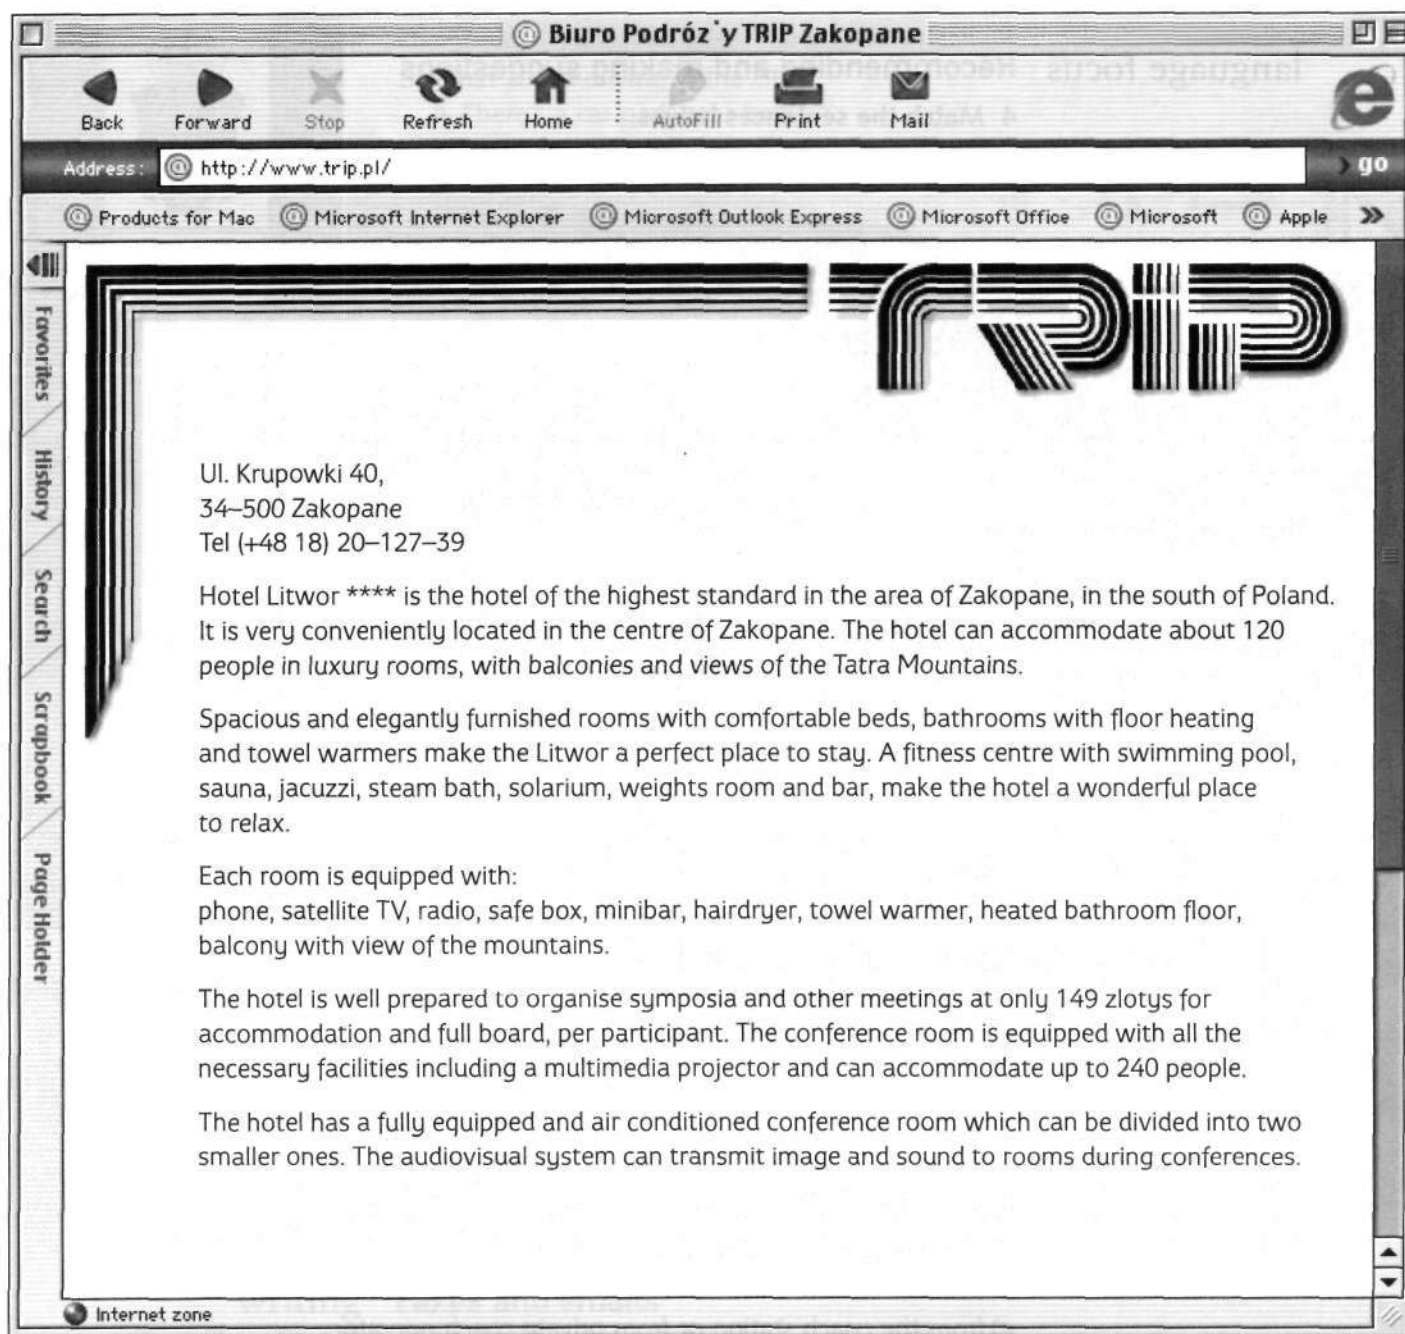 Biuro Podróz˙y TRIP Zakopane
Back Forward Stop Refresh Home AutoFill Print Mail
Address: http://www.trip.pl/ go
Products for Mac Microsoft Internet Explorer Microsoft Outlook Express Microsoft Office Microsoft Apple »
Favorites
History
Search
Scrapbook
Page Holder
TRIP
Ul. Krupowki 40,
34–500 Zakopane
Tel (+48 18) 20–127–39
Hotel Litwor **** is the hotel of the highest standard in the area of Zakopane, in the south of Poland.
It is very conveniently located in the centre of Zakopane. The hotel can accommodate about 120
people in luxury rooms, with balconies and views of the Tatra Mountains.
Spacious and elegantly furnished rooms with comfortable beds, bathrooms with floor heating
and towel warmers make the Litwor a perfect place to stay. A fitness centre with swimming pool,
sauna, jacuzzi, steam bath, solarium, weights room and bar, make the hotel a wonderful place
to relax.
Each room is equipped with:
phone, satellite TV, radio, safe box, minibar, hairdryer, towel warmer, heated bathroom floor,
balcony with view of the mountains.
The hotel is well prepared to organise symposia and other meetings at only 149 zlotys for
accommodation and full board, per participant. The conference room is equipped with all the
necessary facilities including a multimedia projector and can accommodate up to 240 people.
The hotel has a fully equipped and air conditioned conference room which can be divided into two
smaller ones. The audiovisual system can transmit image and sound to rooms during conferences.
Internet zone